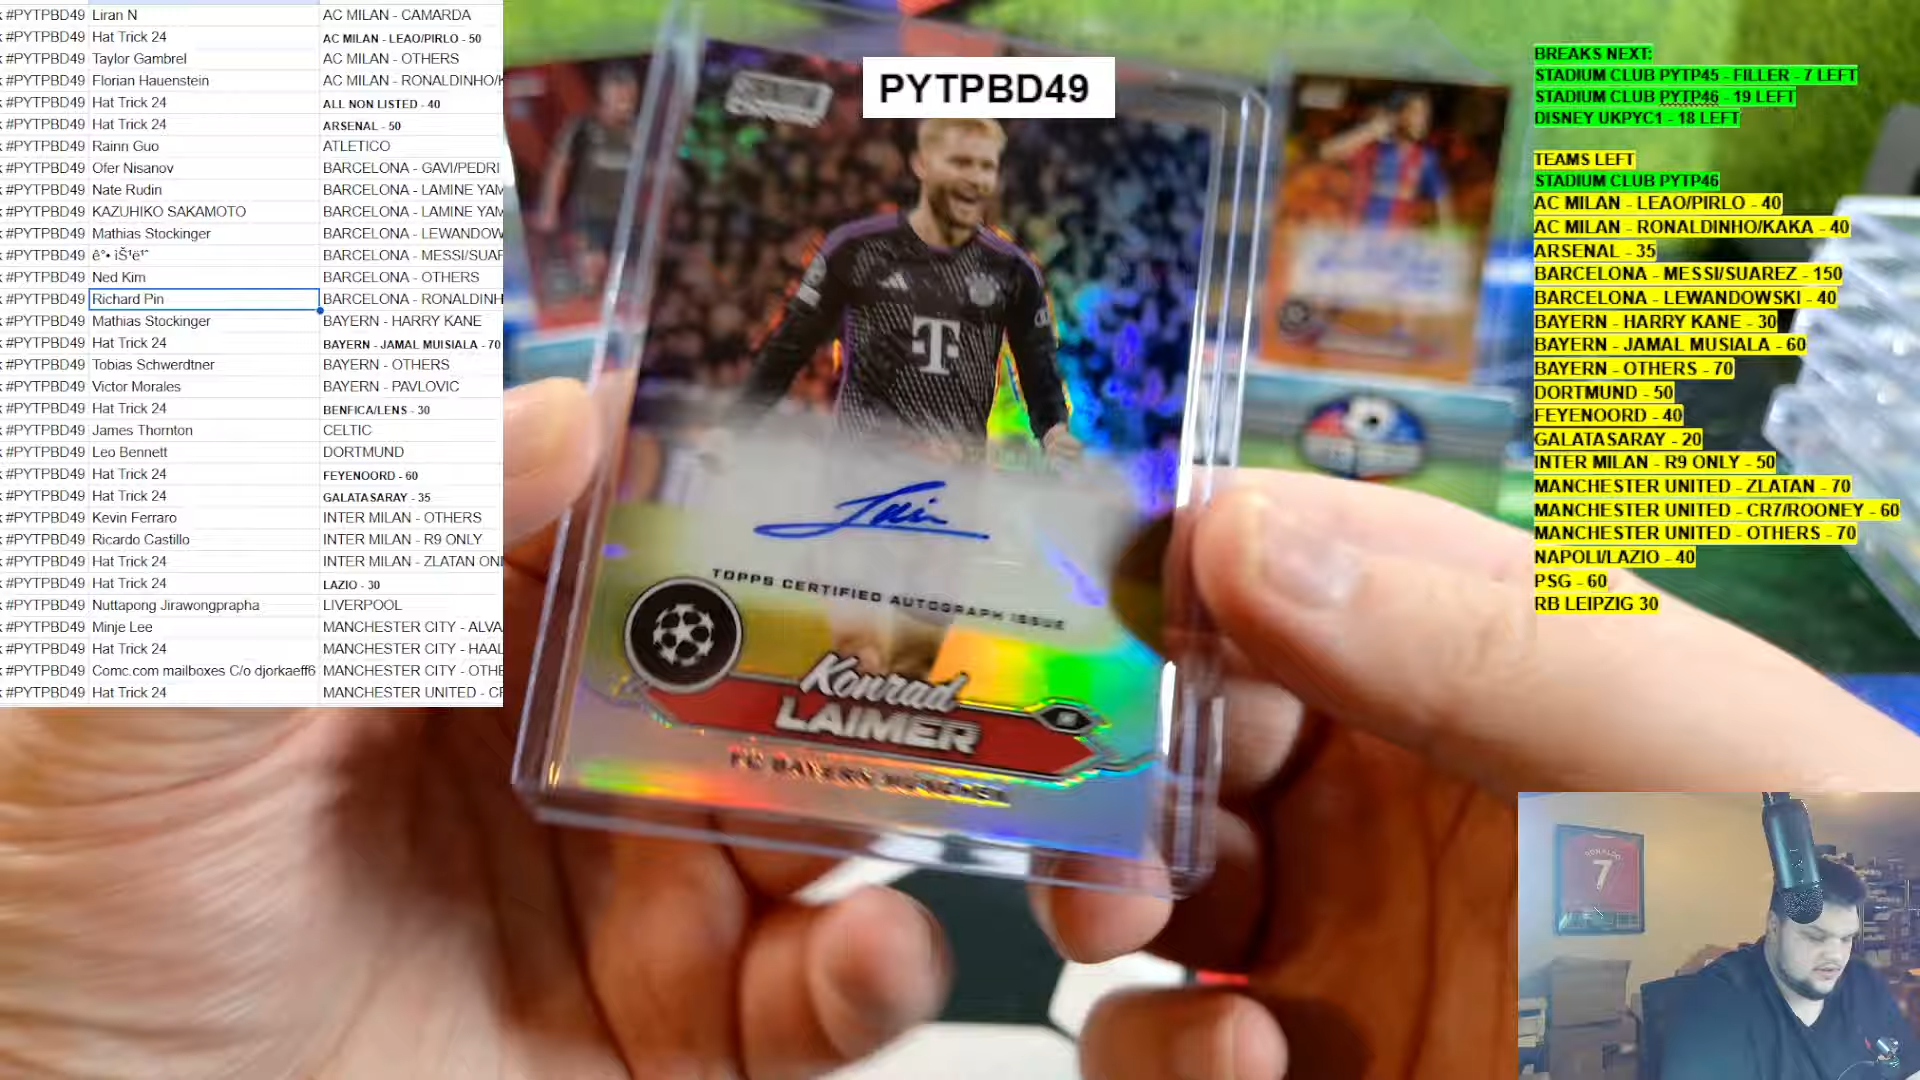 #PYTPBD49 Liran N AC MILAN - CAMARDA
#PYTPBD49 Hat Trick 24 AC MILAN - LEAO/PIRLO - 50
#PYTPBD49 Taylor Gambrel AC MILAN - OTHERS
#PYTPBD49 Florian Hauenstein AC MILAN - RONALDINHO/K
#PYTPBD49 Hat Trick 24 ALL NON LISTED - 40
#PYTPBD49 Hat Trick 24 ARSENAL - 50
#PYTPBD49 Rainn Guo ATLETICO
#PYTPBD49 Ofer Nisanov BARCELONA - GAVI/PEDRI
#PYTPBD49 Nate Rudin BARCELONA - LAMINE YAM
#PYTPBD49 KAZUHIKO SAKAMOTO BARCELONA - LAMINE YAM
#PYTPBD49 Mathias Stockinger BARCELONA - LEWANDOW
#PYTPBD49 BARCELONA - MESSI/SUAR
#PYTPBD49 Ned Kim BARCELONA - OTHERS
#PYTPBD49 Richard Pin BARCELONA - RONALDINH
#PYTPBD49 Mathias Stockinger BAYERN - HARRY KANE
#PYTPBD49 Hat Trick 24 BAYERN - JAMAL MUISIALA - 70
#PYTPBD49 Tobias Schwerdtner BAYERN - OTHERS
#PYTPBD49 Victor Morales BAYERN - PAVLOVIC
#PYTPBD49 Hat Trick 24 BENFICA/LENS - 30
#PYTPBD49 James Thornton CELTIC
#PYTPBD49 Leo Bennett DORTMUND
#PYTPBD49 Hat Trick 24 FEYENOORD - 60
#PYTPBD49 Hat Trick 24 GALATASARAY - 35
#PYTPBD49 Kevin Ferraro INTER MILAN - OTHERS
#PYTPBD49 Ricardo Castillo INTER MILAN - R9 ONLY
#PYTPBD49 Hat Trick 24 INTER MILAN - ZLATAN ONL
#PYTPBD49 Hat Trick 24 LAZIO - 30
#PYTPBD49 Nuttapong Jirawongprapha LIVERPOOL
#PYTPBD49 Minje Lee MANCHESTER CITY - ALVA
#PYTPBD49 Hat Trick 24 MANCHESTER CITY - HAAL
#PYTPBD49 Comc.com mailboxes C/o djorkaeff6 MANCHESTER CITY - OTHE
#PYTPBD49 Hat Trick 24 MANCHESTER UNITED - CR
PYTPBD49
T
TOPPS CERTIFIED AUTOGRAPH ISSUE
Konrad
LAIMER
FC BAYERN MÜNCHEN
BREAKS NEXT:
STADIUM CLUB PYTP45 - FILLER - 7 LEFT
STADIUM CLUB PYTP46 - 19 LEFT
DISNEY UKPYC1 - 18 LEFT
TEAMS LEFT
STADIUM CLUB PYTP46
AC MILAN - LEAO/PIRLO - 40
AC MILAN - RONALDINHO/KAKA - 40
ARSENAL - 35
BARCELONA - MESSI/SUAREZ - 150
BARCELONA - LEWANDOWSKI - 40
BAYERN - HARRY KANE - 30
BAYERN - JAMAL MUSIALA - 60
BAYERN - OTHERS - 70
DORTMUND - 50
FEYENOORD - 40
GALATASARAY - 20
INTER MILAN - R9 ONLY - 50
MANCHESTER UNITED - ZLATAN - 70
MANCHESTER UNITED - CR7/ROONEY - 60
MANCHESTER UNITED - OTHERS - 70
NAPOLI/LAZIO - 40
PSG - 60
RB LEIPZIG 30
RONALDO
7